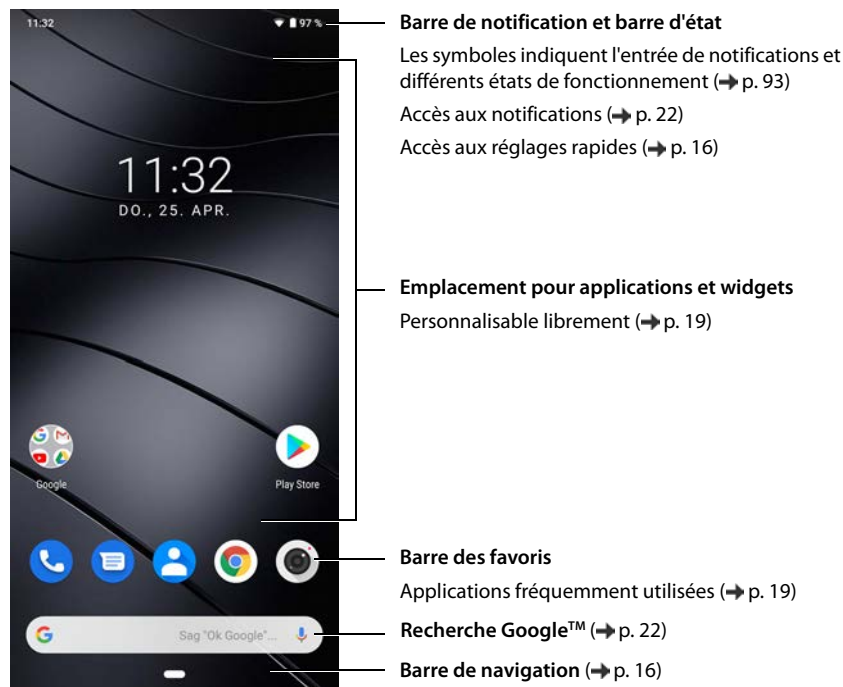 11:32
97 %
11:32
DO., 25. APR.
Google
Play Store
Sag "Ok Google"...
Barre de notification et barre d'état
Les symboles indiquent l'entrée de notifications et
différents états de fonctionnement (➔ p. 93)
Accès aux notifications (➔ p. 22)
Accès aux réglages rapides (➔ p. 16)
Emplacement pour applications et widgets
Personnalisable librement (➔ p. 19)
Barre des favoris
Applications fréquemment utilisées (➔ p. 19)
Recherche Google™ (➔ p. 22)
Barre de navigation (➔ p. 16)